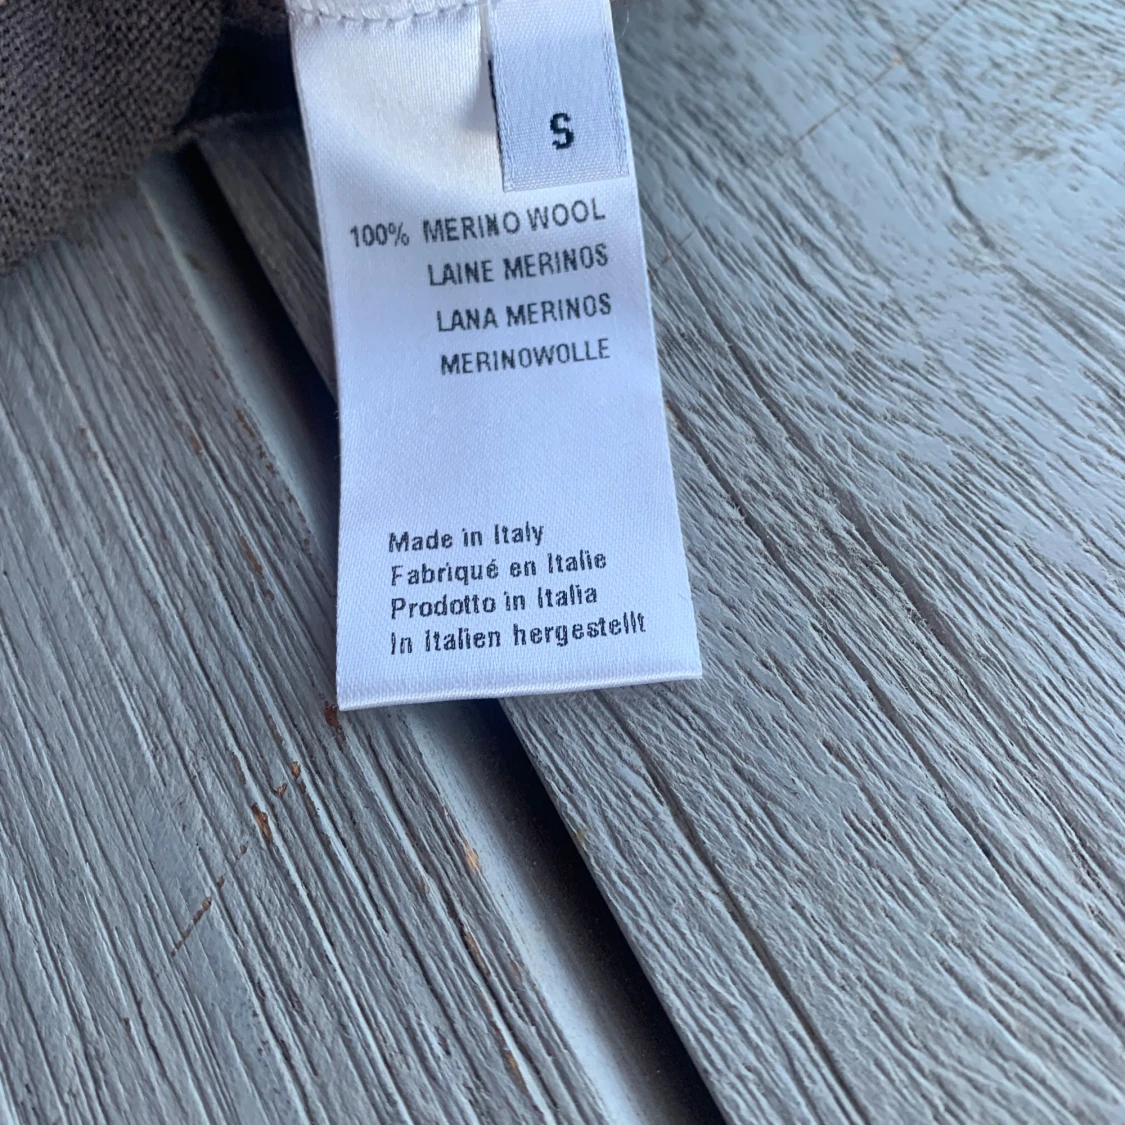 S
100% MERINO WOOL
LAINE MERINOS
LANA MERINOS
MERINOWOLLE
Made in Italy
Fabriqué en Italie
Prodotto in Italia
In Italien hergestellt